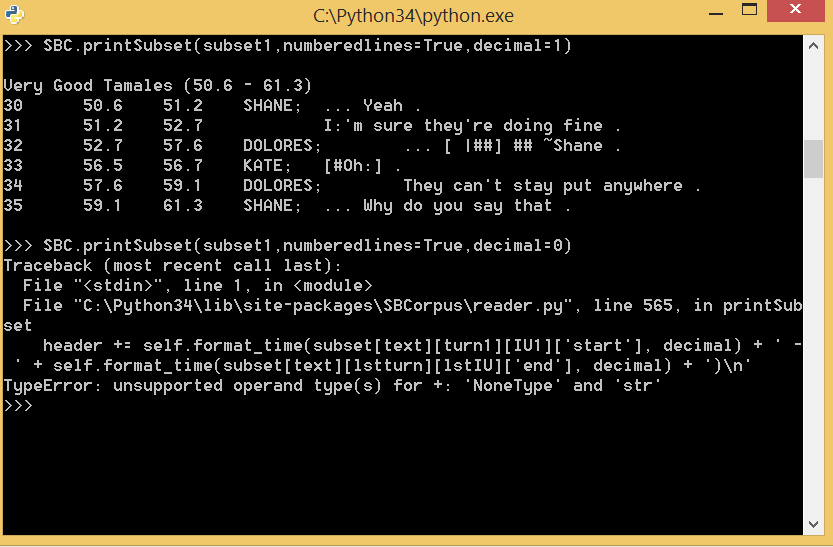 C:\Python34\python.exe
>>> SBC.printSubset(subset1,numberedlines=True,decimal=1)
Very Good Tamales (50.6 - 61.3)
30      50.6    51.2    SHANE;  ... Yeah .
31      51.2    52.7            I:'m sure they're doing fine .
32      52.7    57.6    DOLORES;        ... [ |##] ## ~Shane .
33      56.5    56.7    KATE;   [#Oh:] .
34      57.6    59.1    DOLORES;        They can't stay put anywhere .
35      59.1    61.3    SHANE;  ... Why do you say that .
>>> SBC.printSubset(subset1,numberedlines=True,decimal=0)
Traceback (most recent call last):
  File "<stdin>", line 1, in <module>
  File "C:\Python34\lib\site-packages\SBCorpus\reader.py", line 565, in printSub
set
    header += self.format_time(subset[text][turn1][IU1]['start'], decimal) + ' -
 ' + self.format_time(subset[text][lstturn][lstIU]['end'], decimal) + ')\n'
TypeError: unsupported operand type(s) for +: 'NoneType' and 'str'
>>>